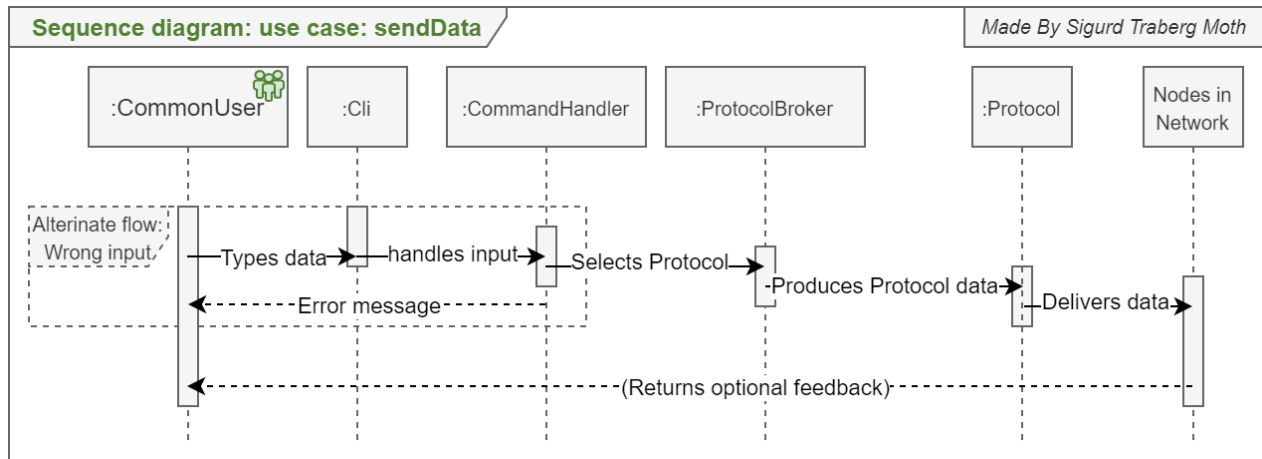 Sequence diagram: use case: sendData
Made By Sigurd Traberg Moth
:CommonUser
:Cli
:CommandHandler
:ProtocolBroker
:Protocol
Nodes in
Network
Alterinate flow:
Wrong input
Types data
handles input
Selects Protocol
Produces Protocol data
Delivers data
Error message
(Returns optional feedback)